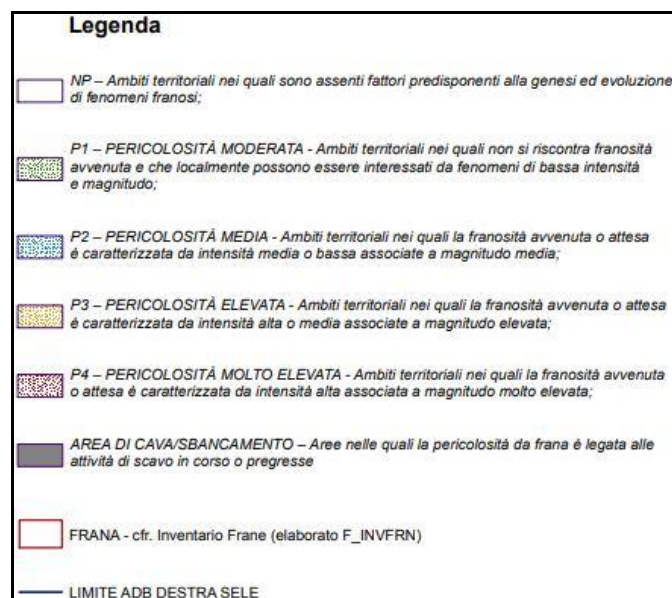 Legenda
NP – Ambiti territoriali nei quali sono assenti fattori predisponenti alla genesi ed evoluzione
di fenomeni franosi;
P1 – PERICOLOSITÀ MODERATA - Ambiti territoriali nei quali non si riscontra franosità
avvenuta e che localmente possono essere interessati da fenomeni di bassa intensità
e magnitudo;
P2 – PERICOLOSITÀ MEDIA - Ambiti territoriali nei quali la franosità avvenuta o attesa
é caratterizzata da intensità media o bassa associate a magnitudo media;
P3 – PERICOLOSITÀ ELEVATA - Ambiti territoriali nei quali la franosità avvenuta o attesa
é caratterizzata da intensità alta o media associate a magnitudo elevata;
P4 – PERICOLOSITÀ MOLTO ELEVATA - Ambiti territoriali nei quali la franosità avvenuta
o attesa é caratterizzata da intensità alta associata a magnitudo molto elevata;
AREA DI CAVA/SBANCAMENTO – Aree nelle quali la pericolosità da frana è legata alle
attività di scavo in corso o pregresse
FRANA - cfr. Inventario Frane (elaborato F_INVFRN)
LIMITE ADB DESTRA SELE